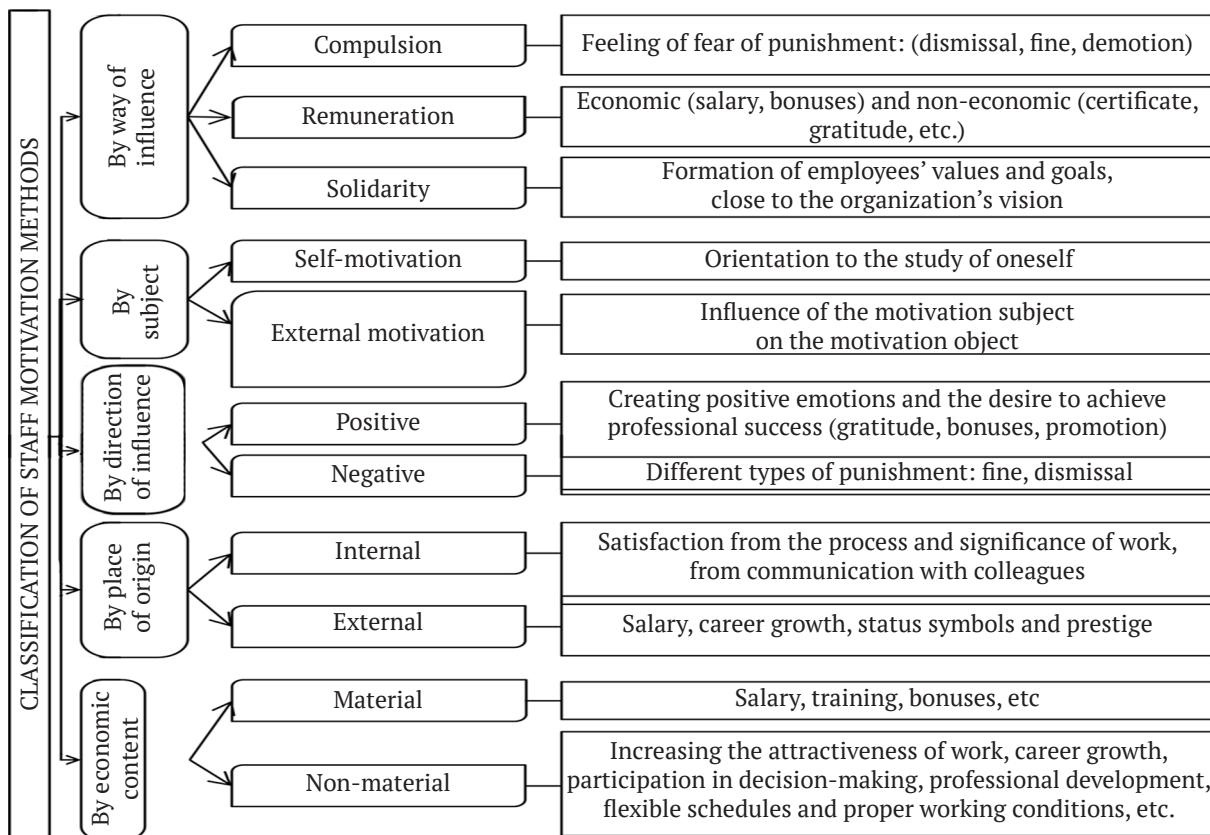 CLASSIFICATION OF STAFF MOTIVATION METHODS
By way of
influence
Compulsion
Feeling of fear of punishment: (dismissal, fine, demotion)
Remuneration
Economic (salary, bonuses) and non-economic (certificate,
gratitude, etc.)
Solidarity
Formation of employees’ values and goals,
close to the organization’s vision
By
subject
Self-motivation
Orientation to the study of oneself
External motivation
Influence of the motivation subject
on the motivation object
By direction
of influence
Positive
Creating positive emotions and the desire to achieve
professional success (gratitude, bonuses, promotion)
Negative
Different types of punishment: fine, dismissal
By place
of origin
Internal
Satisfaction from the process and significance of work,
from communication with colleagues
External
Salary, career growth, status symbols and prestige
By economic
content
Material
Salary, training, bonuses, etc
Non-material
Increasing the attractiveness of work, career growth,
participation in decision-making, professional development,
flexible schedules and proper working conditions, etc.